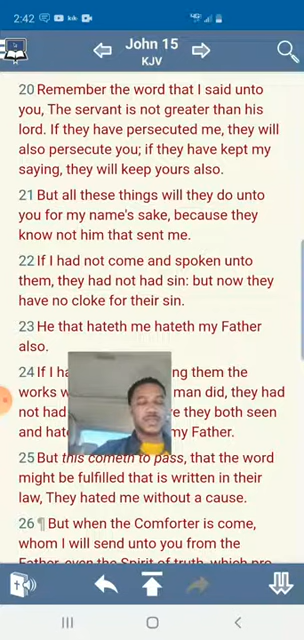 2:42
John 15
KJV
20 Remember the word that I said unto
you, The servant is not greater than his
lord. If they have persecuted me, they will
also persecute you; if they have kept my
saying, they will keep yours also.
21 But all these things will they do unto
you for my name's sake, because they
know not him that sent me.
22 If I had not come and spoken unto
them, they had not had sin: but now they
have no cloke for their sin.
23 He that hateth me hateth my Father
also.
24 If I ha ng them the
works w man did, they had
not had e they both seen
and hat my Father.
25 But this cometh to pass, that the word
might be fulfilled that is written in their
law, They hated me without a cause.
26 ¶ But when the Comforter is come,
whom I will send unto you from the
Father, even the Spirit of truth, which pro